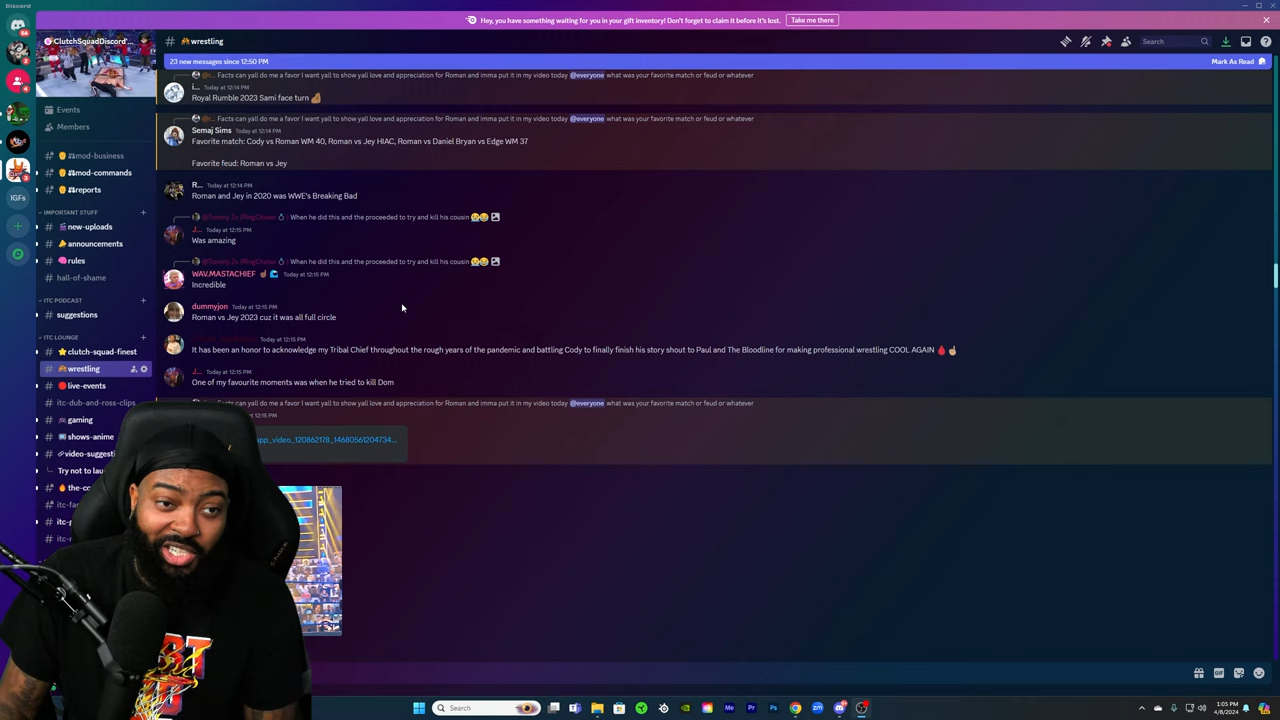 Discord
Hey, you have something waiting for you in your gift inventory! Don't forget to claim it before it's lost.
Take me there
ClutchSquadDiscord'...
wrestling
Search
23 new messages since 12:50 PM
Mark As Read
Facts can yall do me a favor I want yall to show yall love and appreciation for Roman and imma put it in my video today @everyone what was your favorite match or feud or whatever
i... Today at 12:14 PM
Royal Rumble 2023 Sami face turn
Facts can yall do me a favor I want yall to show yall love and appreciation for Roman and imma put it in my video today @everyone what was your favorite match or feud or whatever
Semaj Sims Today at 12:14 PM
Favorite match: Cody vs Roman WM 40, Roman vs Jey HIAC, Roman vs Daniel Bryan vs Edge WM 37
Favorite feud: Roman vs Jey
R... Today at 12:14 PM
Roman and Jey in 2020 was WWE's Breaking Bad
When he did this and the proceeded to try and kill his cousin
J... Today at 12:15 PM
Was amazing
When he did this and the proceeded to try and kill his cousin
WAV.MASTACHIEF Today at 12:15 PM
Incredible
dummyjon Today at 12:15 PM
Roman vs Jey 2023 cuz it was all full circle
Today at 12:15 PM
It has been an honor to acknowledge my Tribal Chief throughout the rough years of the pandemic and battling Cody to finally finish his story shout to Paul and The Bloodline for making professional wrestling COOL AGAIN
J... Today at 12:15 PM
One of my favourite moments was when he tried to kill Dom
Facts can yall do me a favor I want yall to show yall love and appreciation for Roman and imma put it in my video today @everyone what was your favorite match or feud or whatever
at 12:15 PM
app_video_120862178_14680561204734...
Events
Members
mod-business
mod-commands
reports
IMPORTANT STUFF
new-uploads
announcements
rules
hall-of-shame
ITC PODCAST
suggestions
ITC LOUNGE
clutch-squad-finest
wrestling
live-events
itc-dub-and-ross-clips
gaming
shows-anime
video-suggesti
Try not to lau
the-co
IGFs
Search
1:05 PM
4/8/2024